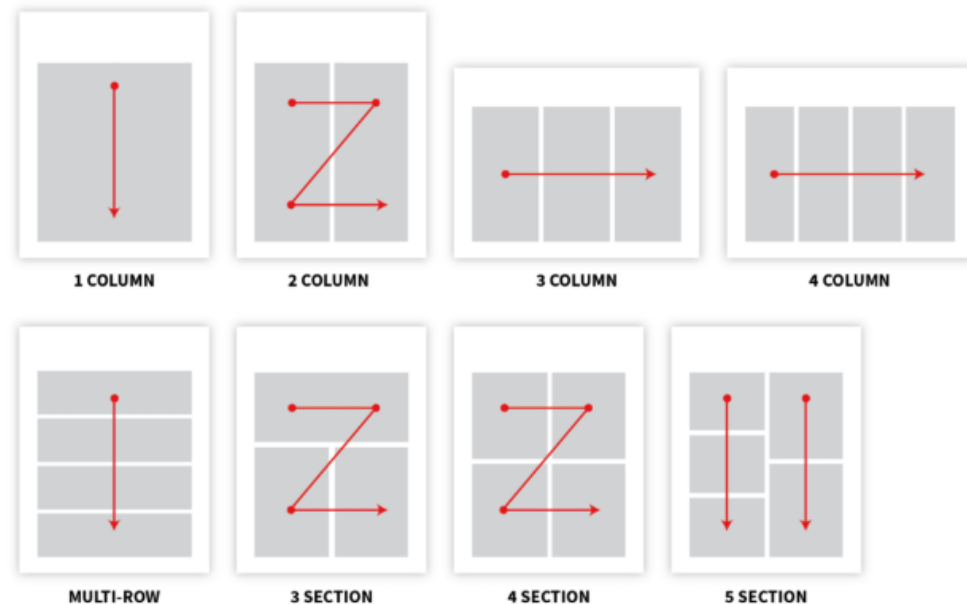 1 COLUMN
2 COLUMN
3 COLUMN
4 COLUMN
MULTI-ROW
3 SECTION
4 SECTION
5 SECTION